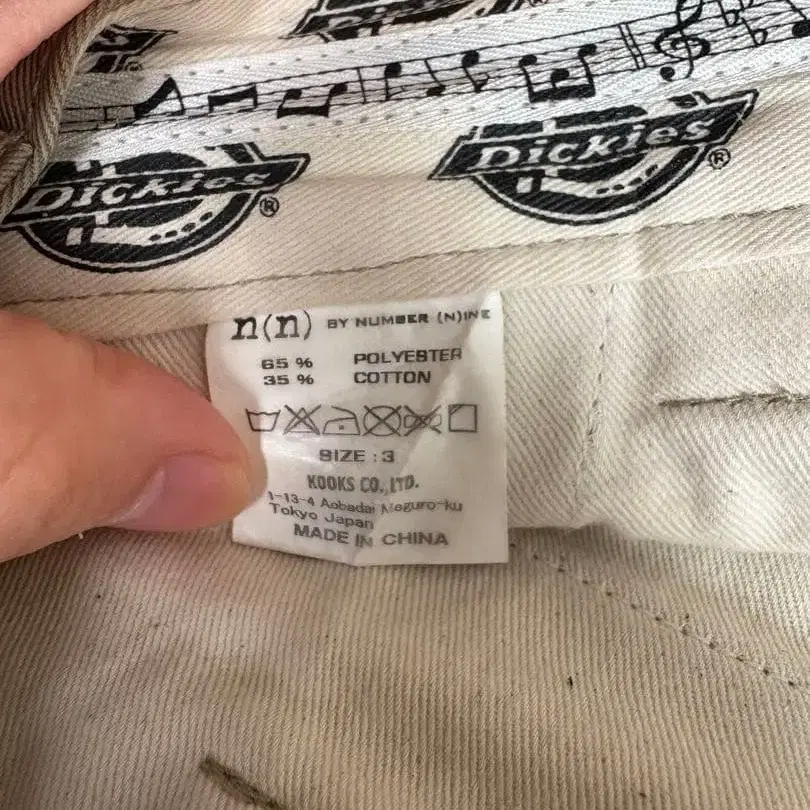 Dickies ®
Dickies ®
n(n) BY NUMBER (N)INE
65 % POLYESTER
35 % COTTON
SIZE : 3
KOOKS CO.,LTD.
1-13-4 Aobadai Meguro-ku
Tokyo Japan
MADE IN CHINA